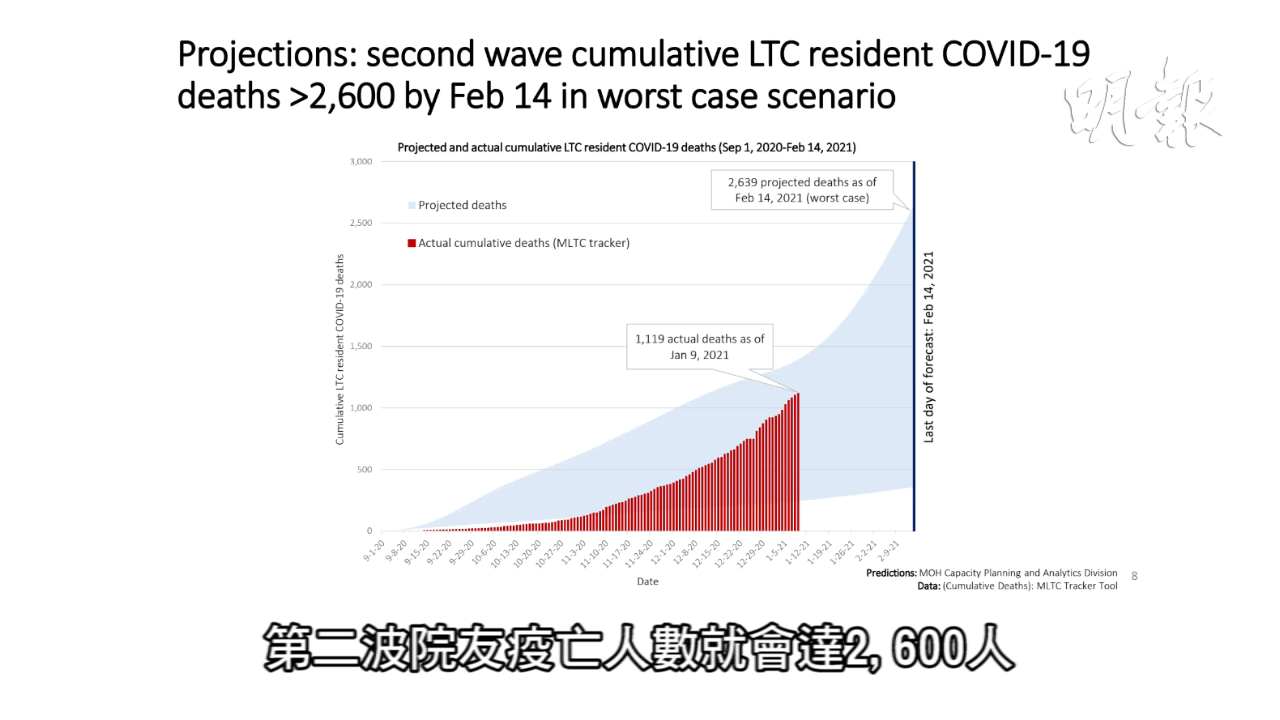 Projections: second wave cumulative LTC resident COVID-19
deaths >2,600 by Feb 14 in worst case scenario
明報
Projected and actual cumulative LTC resident COVID-19 deaths (Sep 1, 2020-Feb 14, 2021)
3,000
2,500
2,000
1,500
1,000
500
0
Cumulative LTC resident COVID-19 deaths
Projected deaths
Actual cumulative deaths (MLTC tracker)
2,639 projected deaths as of
Feb 14, 2021 (worst case)
1,119 actual deaths as of
Jan 9, 2021
Last day of forecast: Feb 14, 2021
9-1-20
9-8-20
9-15-20
9-22-20
9-29-20
10-6-20
10-13-20
10-20-20
10-27-20
11-3-20
11-10-20
11-17-20
11-24-20
12-1-20
12-8-20
12-15-20
12-22-20
12-29-20
1-5-21
1-12-21
1-19-21
1-26-21
2-2-21
2-9-21
Date
Predictions: MOH Capacity Planning and Analytics Division
Data: (Cumulative Deaths): MLTC Tracker Tool
8
第二波院友疫亡人數就會達2,600人